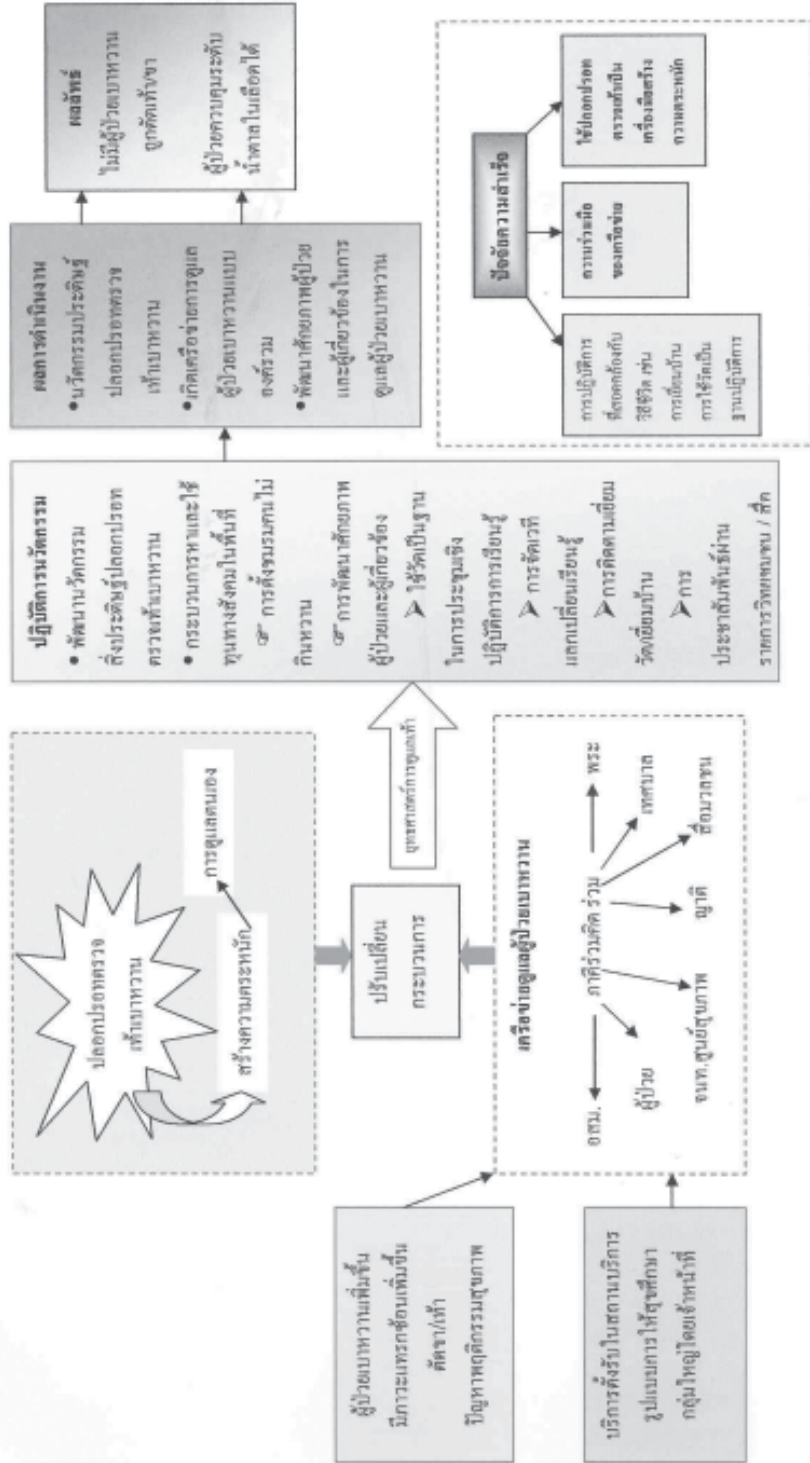 ผู้ป่วยเบาหวานเพิ่มขึ้น
มีภาวะแทรกซ้อนเพิ่มขึ้น
ตัดขา/เท้า
ปัญหาพฤติกรรมสุขภาพ
บริการตั้งรับในสถานบริการ
รูปแบบการให้สุขศึกษา
กลุ่มใหญ่โดยเจ้าหน้าที่
ปลอกปรอทตรวจ
เท้าเบาหวาน
สร้างความตระหนัก
การดูแลตนเอง
ปรับเปลี่ยน
กระบวนการ
เครือข่ายดูแลผู้ป่วยเบาหวาน
อสม.
ภาคีร่วมคิด ร่วม
พระ
ผู้ป่วย
เทศบาล
จนท.ศูนย์สุขภาพ
ญาติ
สื่อมวลชน
ยุทธศาสตร์การดูแลเท้า
ปฏิบัติการนวัตกรรม
• พัฒนานวัตกรรม
สิ่งประดิษฐ์ปลอกปรอท
ตรวจเท้าเบาหวาน
• กระบวนการหาและใช้
ทุนทางสังคมในพื้นที่
☞ การตั้งชมรมคนไม่
กินหวาน
☞ การพัฒนาศักยภาพ
ผู้ป่วยและผู้เกี่ยวข้อง
➢ ใช้วัดเป็นฐาน
ในการประชุมเชิง
ปฏิบัติการการเรียนรู้
➢ การจัดเวที
แลกเปลี่ยนเรียนรู้
➢ การติดตามเยี่ยม
วัดเยี่ยมบ้าน
➢ การ
ประชาสัมพันธ์ผ่าน
รายการวิทยุชุมชน / สื่อ
ผลการดำเนินงาน
• นวัตกรรมประดิษฐ์
ปลอกปรอทตรวจ
เท้าเบาหวาน
• เกิดเครือข่ายการดูแล
ผู้ป่วยเบาหวานแบบ
องค์รวม
• พัฒนาศักยภาพผู้ป่วย
และผู้เกี่ยวข้องในการ
ดูแลผู้ป่วยเบาหวาน
ผลลัพธ์
ไม่มีผู้ป่วยเบาหวาน
ถูกตัดเท้า/ขา
ผู้ป่วยควบคุมระดับ
น้ำตาลในเลือดได้
ปัจจัยความสำเร็จ
การปฏิบัติการ
ที่สอดคล้องกับ
วิถีชีวิต เช่น
การเยี่ยมบ้าน
การใช้วัดเป็น
ฐานปฏิบัติการ
ความร่วมมือ
ของเครือข่าย
ใช้ปลอกปรอท
ตรวจเท้าเป็น
เครื่องมือสร้าง
ความตระหนัก